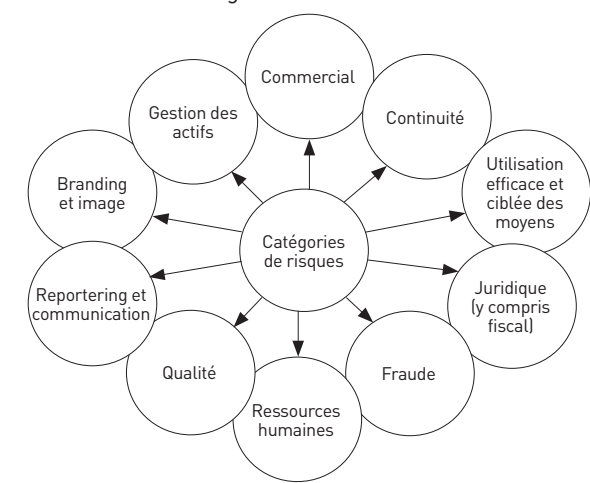 Commercial
Gestion des
actifs
Continuité
Branding
et image
Utilisation
efficace et
ciblée des
moyens
Catégories
de risques
Reportering et
communication
Juridique
(y compris
fiscal)
Qualité
Fraude
Ressources
humaines